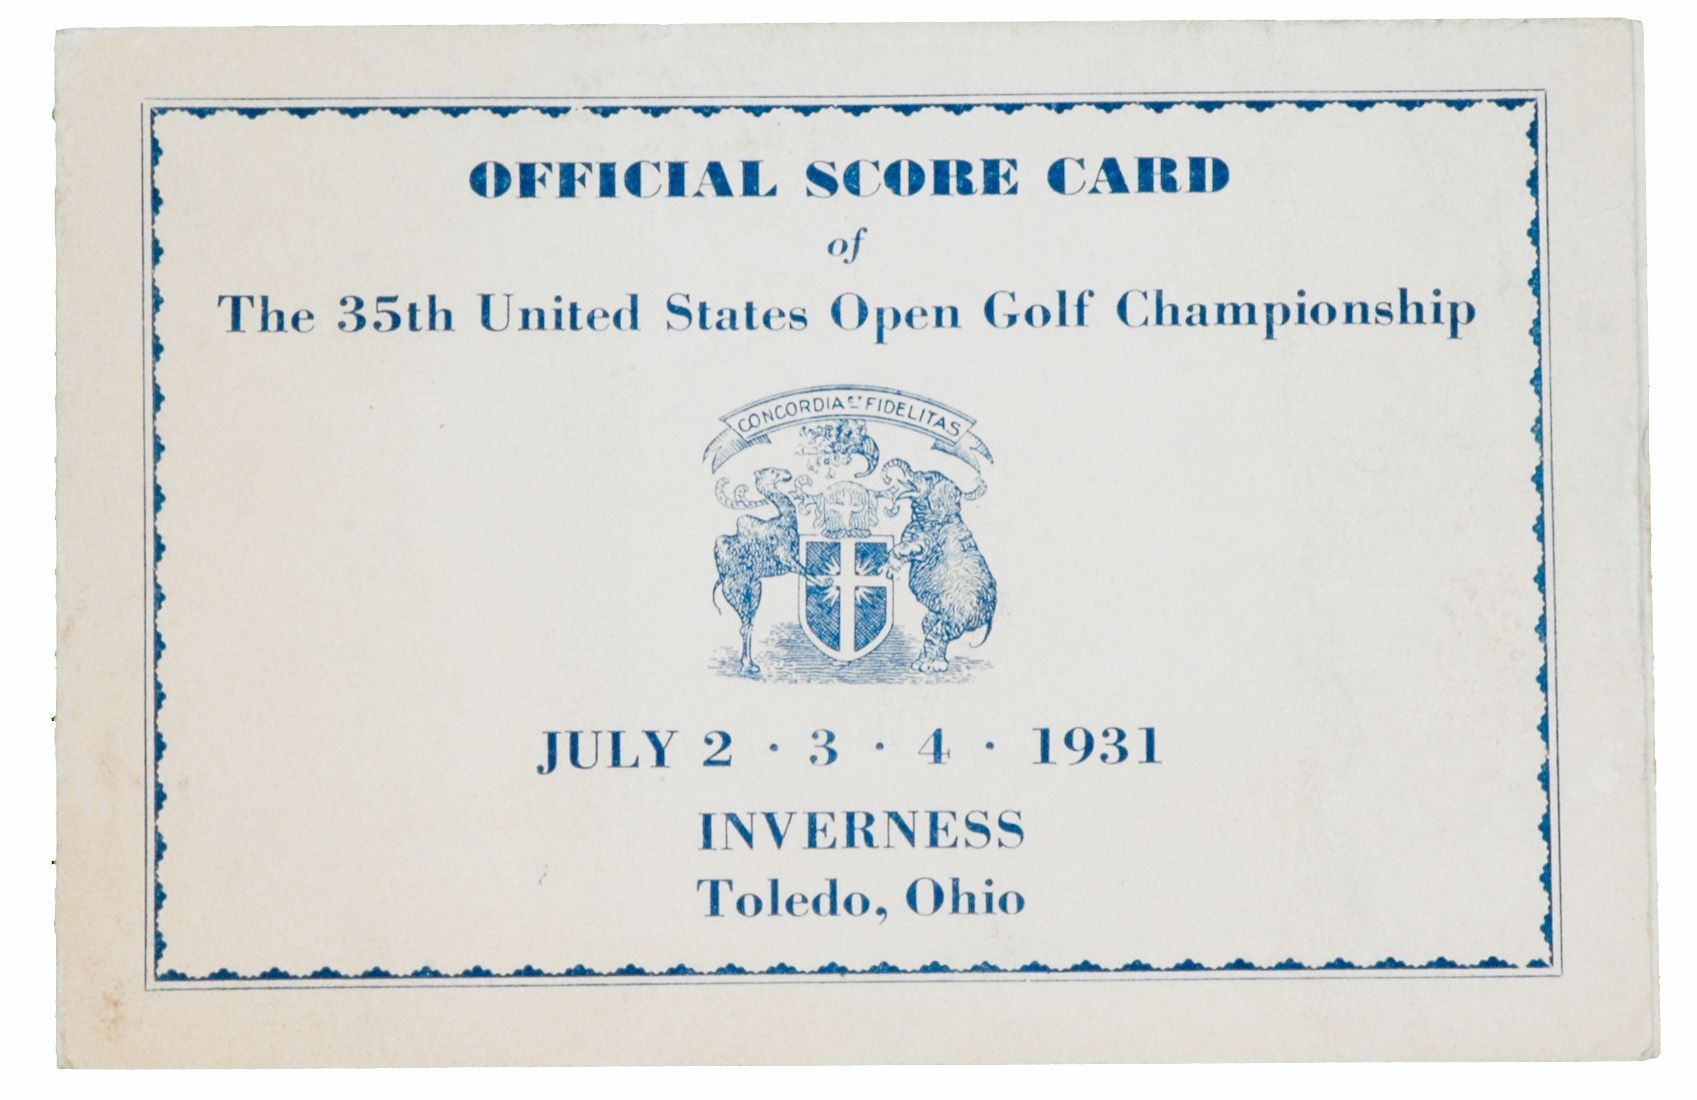 OFFICIAL SCORE CARD
of
The 35th United States Open Golf Championship
CONCORDIA ET FIDELITAS
JULY 2 · 3 · 4 · 1931
INVERNESS
Toledo, Ohio